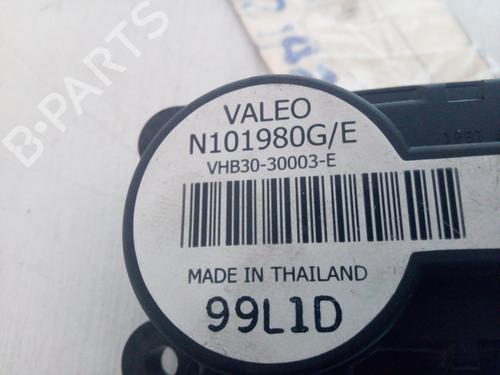 B-PARTS
VALEO
N101980G/E
VHB30-30003-E
MADE IN THAILAND
99L1D